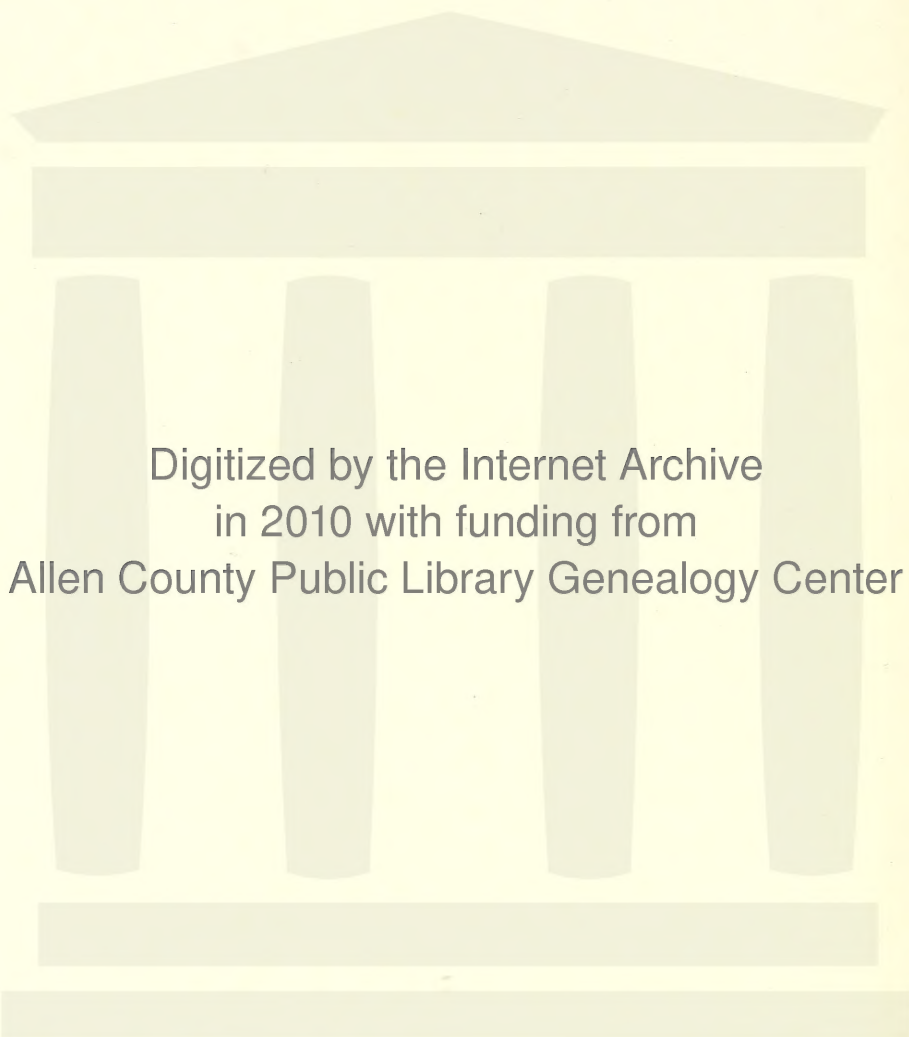 Digitized by the Internet Archive
in 2010 with funding from
Allen County Public Library Genealogy Center